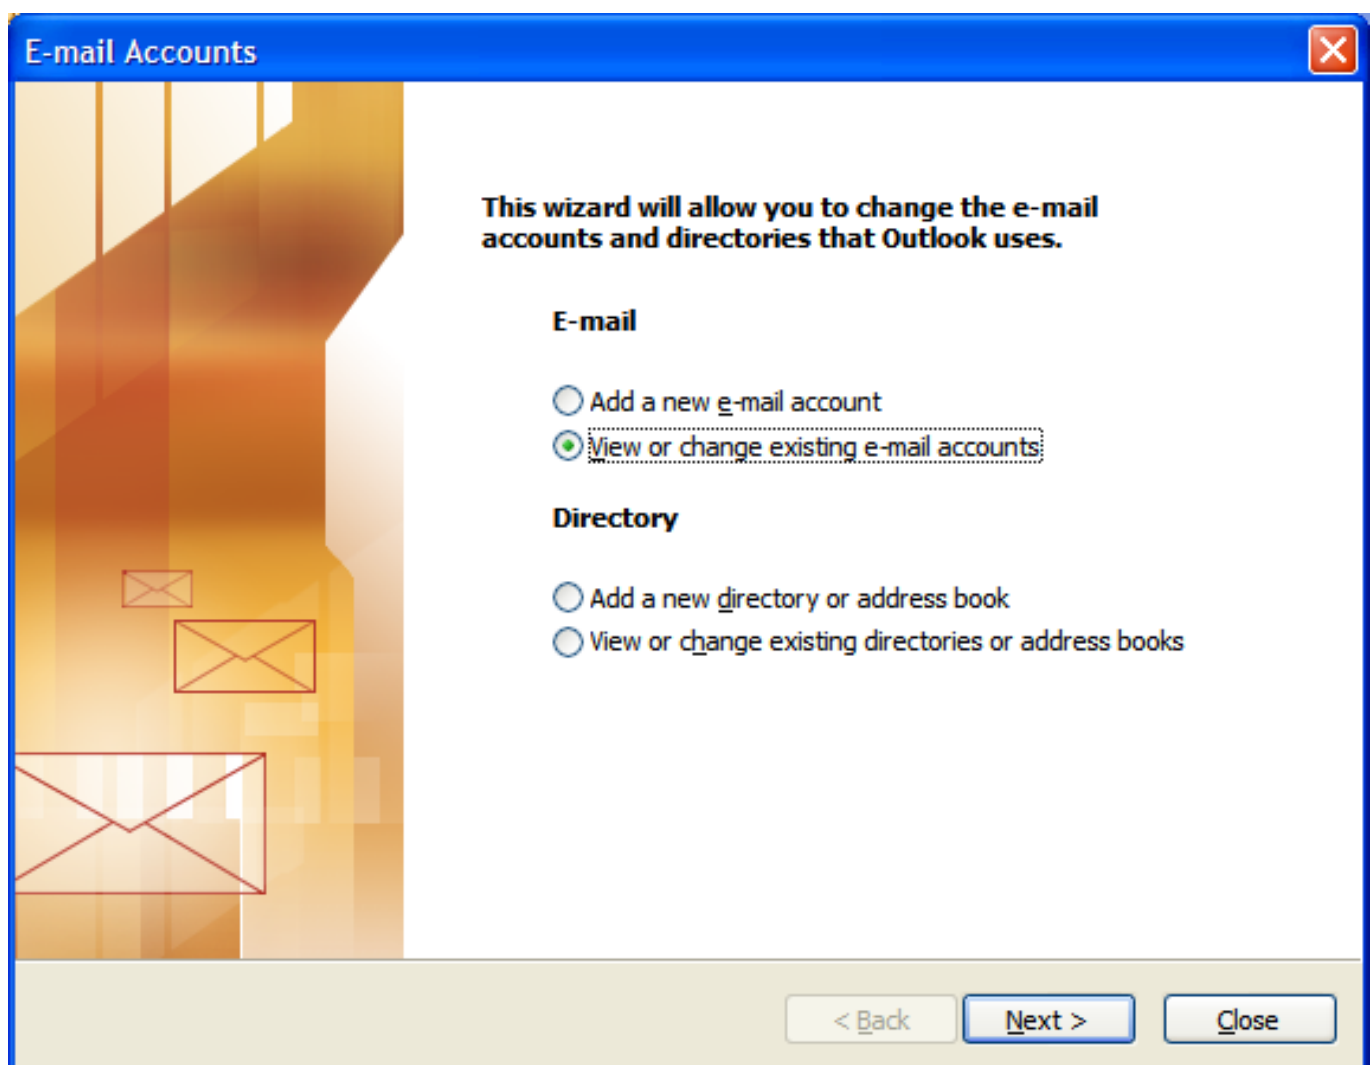 E-mail Accounts
This wizard will allow you to change the e-mail
accounts and directories that Outlook uses.
E-mail
Add a new e-mail account
View or change existing e-mail accounts
Directory
Add a new directory or address book
View or change existing directories or address books
< Back
Next >
Close